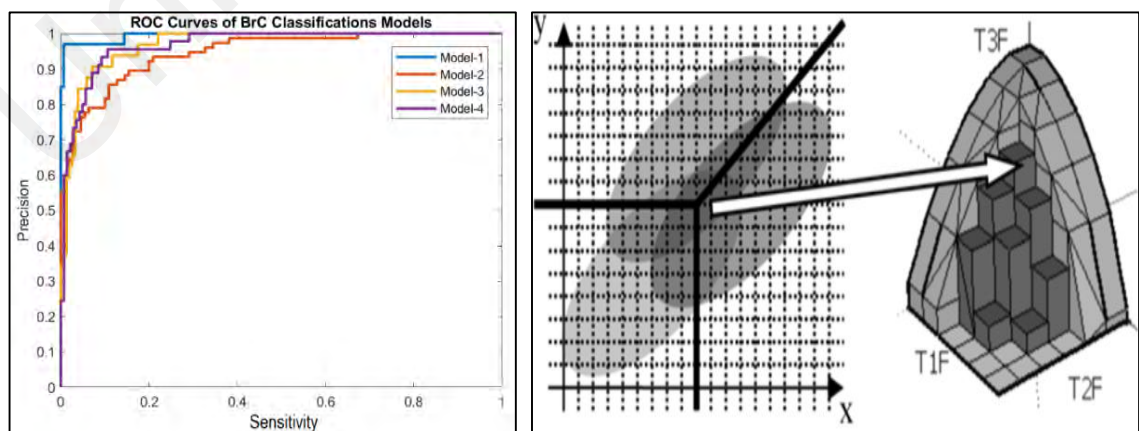 ROC Curves of BrC Classifications Models
Model-1
Model-2
Model-3
Model-4
1
0.9
0.8
0.7
0.6
0.5
0.4
0.3
0.2
0.1
0
Precision
0 0.2 0.4 0.6 0.8 1
Sensitivity
y
x
T3F
T1F
T2F